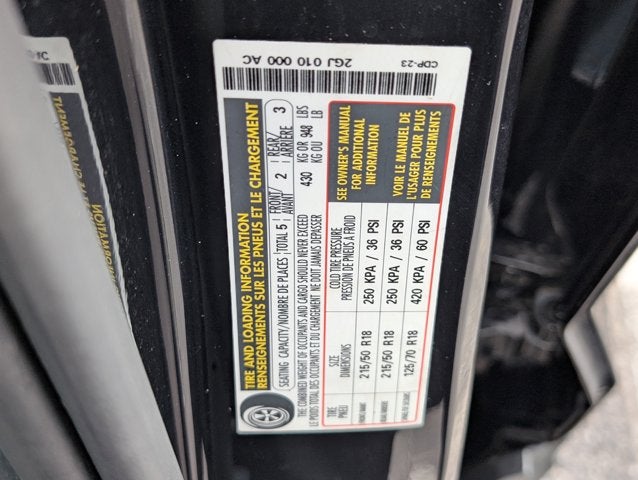 2GJ 010 000 AC CDP-23
TIRE AND LOADING INFORMATION
RENSEIGNEMENTS SUR LES PNEUS ET LE CHARGEMENT
SEATING CAPACITY/NOMBRE DE PLACES TOTAL 5 FRONT/AVANT 2 REAR/ARRIÈRE 3
THE COMBINED WEIGHT OF OCCUPANTS AND CARGO SHOULD NEVER EXCEED 430 KG OR 948 LBS
LE POIDS TOTAL DES OCCUPANTS ET DU CHARGEMENT NE DOIT JAMAIS DEPASSER KG OU LB
TIRE SIZE COLD TIRE PRESSURE
PNEU DIMENSIONS PRESSION DE PNEUS À FROID
215/50 R18 250 KPA / 36 PSI
215/50 R18 250 KPA / 36 PSI
125/70 R18 420 KPA / 60 PSI
SEE OWNER'S MANUAL
FOR ADDITIONAL
INFORMATION
VOIR LE MANUEL DE
L'USAGER POUR PLUS
DE RENSEIGNEMENTS